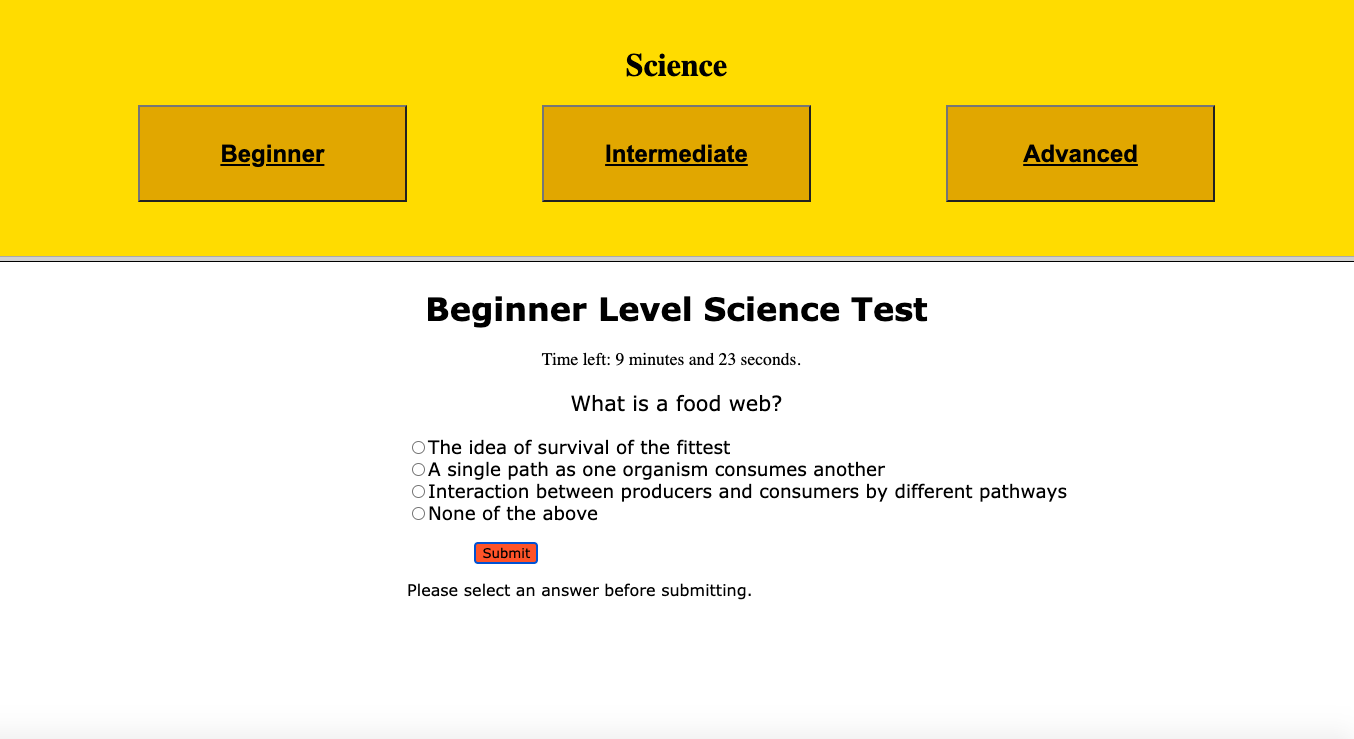 Science
Beginner Intermediate Advanced
Beginner Level Science Test
Time left: 9 minutes and 23 seconds.
What is a food web?
The idea of survival of the fittest
A single path as one organism consumes another
Interaction between producers and consumers by different pathways
None of the above
Submit
Please select an answer before submitting.